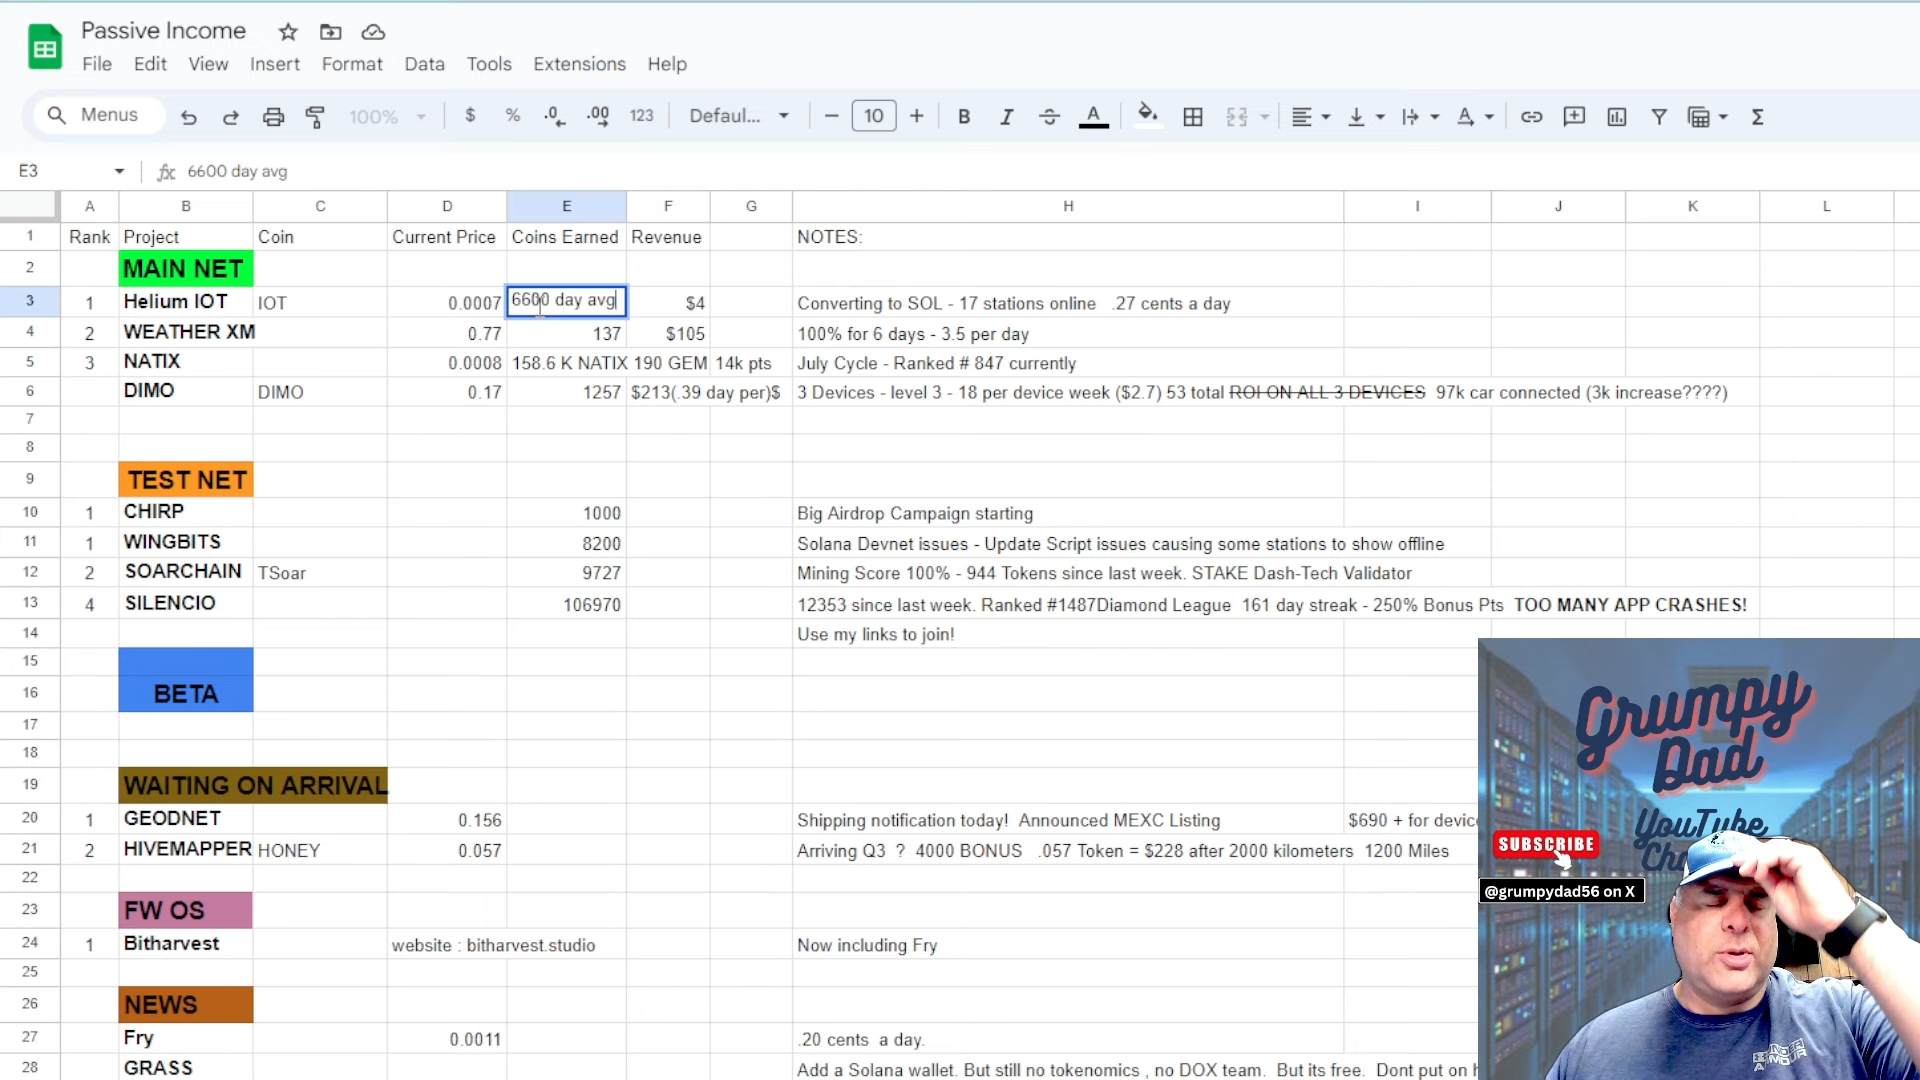 Passive Income
File Edit View Insert Format Data Tools Extensions Help
Menus 100% $ % .0 .00 123 Defaul... 10 B I A Σ
E3 fx 6600 day avg
A B C D E F G H I J K L
1 Rank Project Coin Current Price Coins Earned Revenue NOTES:
2 MAIN NET
3 1 Helium IOT IOT 0.0007 6600 day avg $4 Converting to SOL - 17 stations online .27 cents a day
4 2 WEATHER XM 0.77 137 $105 100% for 6 days - 3.5 per day
5 3 NATIX 0.0008 158.6 K NATIX 190 GEM 14k pts July Cycle - Ranked # 847 currently
6 DIMO DIMO 0.17 1257 $213(.39 day per)$ 3 Devices - level 3 - 18 per device week ($2.7) 53 total ROI ON ALL 3 DEVICES 97k car connected (3k increase????)
7
8
9 TEST NET
10 1 CHIRP 1000 Big Airdrop Campaign starting
11 1 WINGBITS 8200 Solana Devnet issues - Update Script issues causing some stations to show offline
12 2 SOARCHAIN TSoar 9727 Mining Score 100% - 944 Tokens since last week. STAKE Dash-Tech Validator
13 4 SILENCIO 106970 12353 since last week. Ranked #1487Diamond League 161 day streak - 250% Bonus Pts TOO MANY APP CRASHES!
14 Use my links to join!
15
16 BETA
17
18
19 WAITING ON ARRIVAL
20 1 GEODNET 0.156 Shipping notification today! Announced MEXC Listing $690 + for devic
21 2 HIVEMAPPER HONEY 0.057 Arriving Q3 ? 4000 BONUS .057 Token = $228 after 2000 kilometers 1200 Miles
22
23 FW OS
24 1 Bitharvest website : bitharvest.studio Now including Fry
25
26 NEWS
27 Fry 0.0011 .20 cents a day.
28 GRASS Add a Solana wallet. But still no tokenomics , no DOX team. But its free. Dont put on h
Grumpy
Dad
YouTube
SUBSCRIBE
@grumpydad56 on X